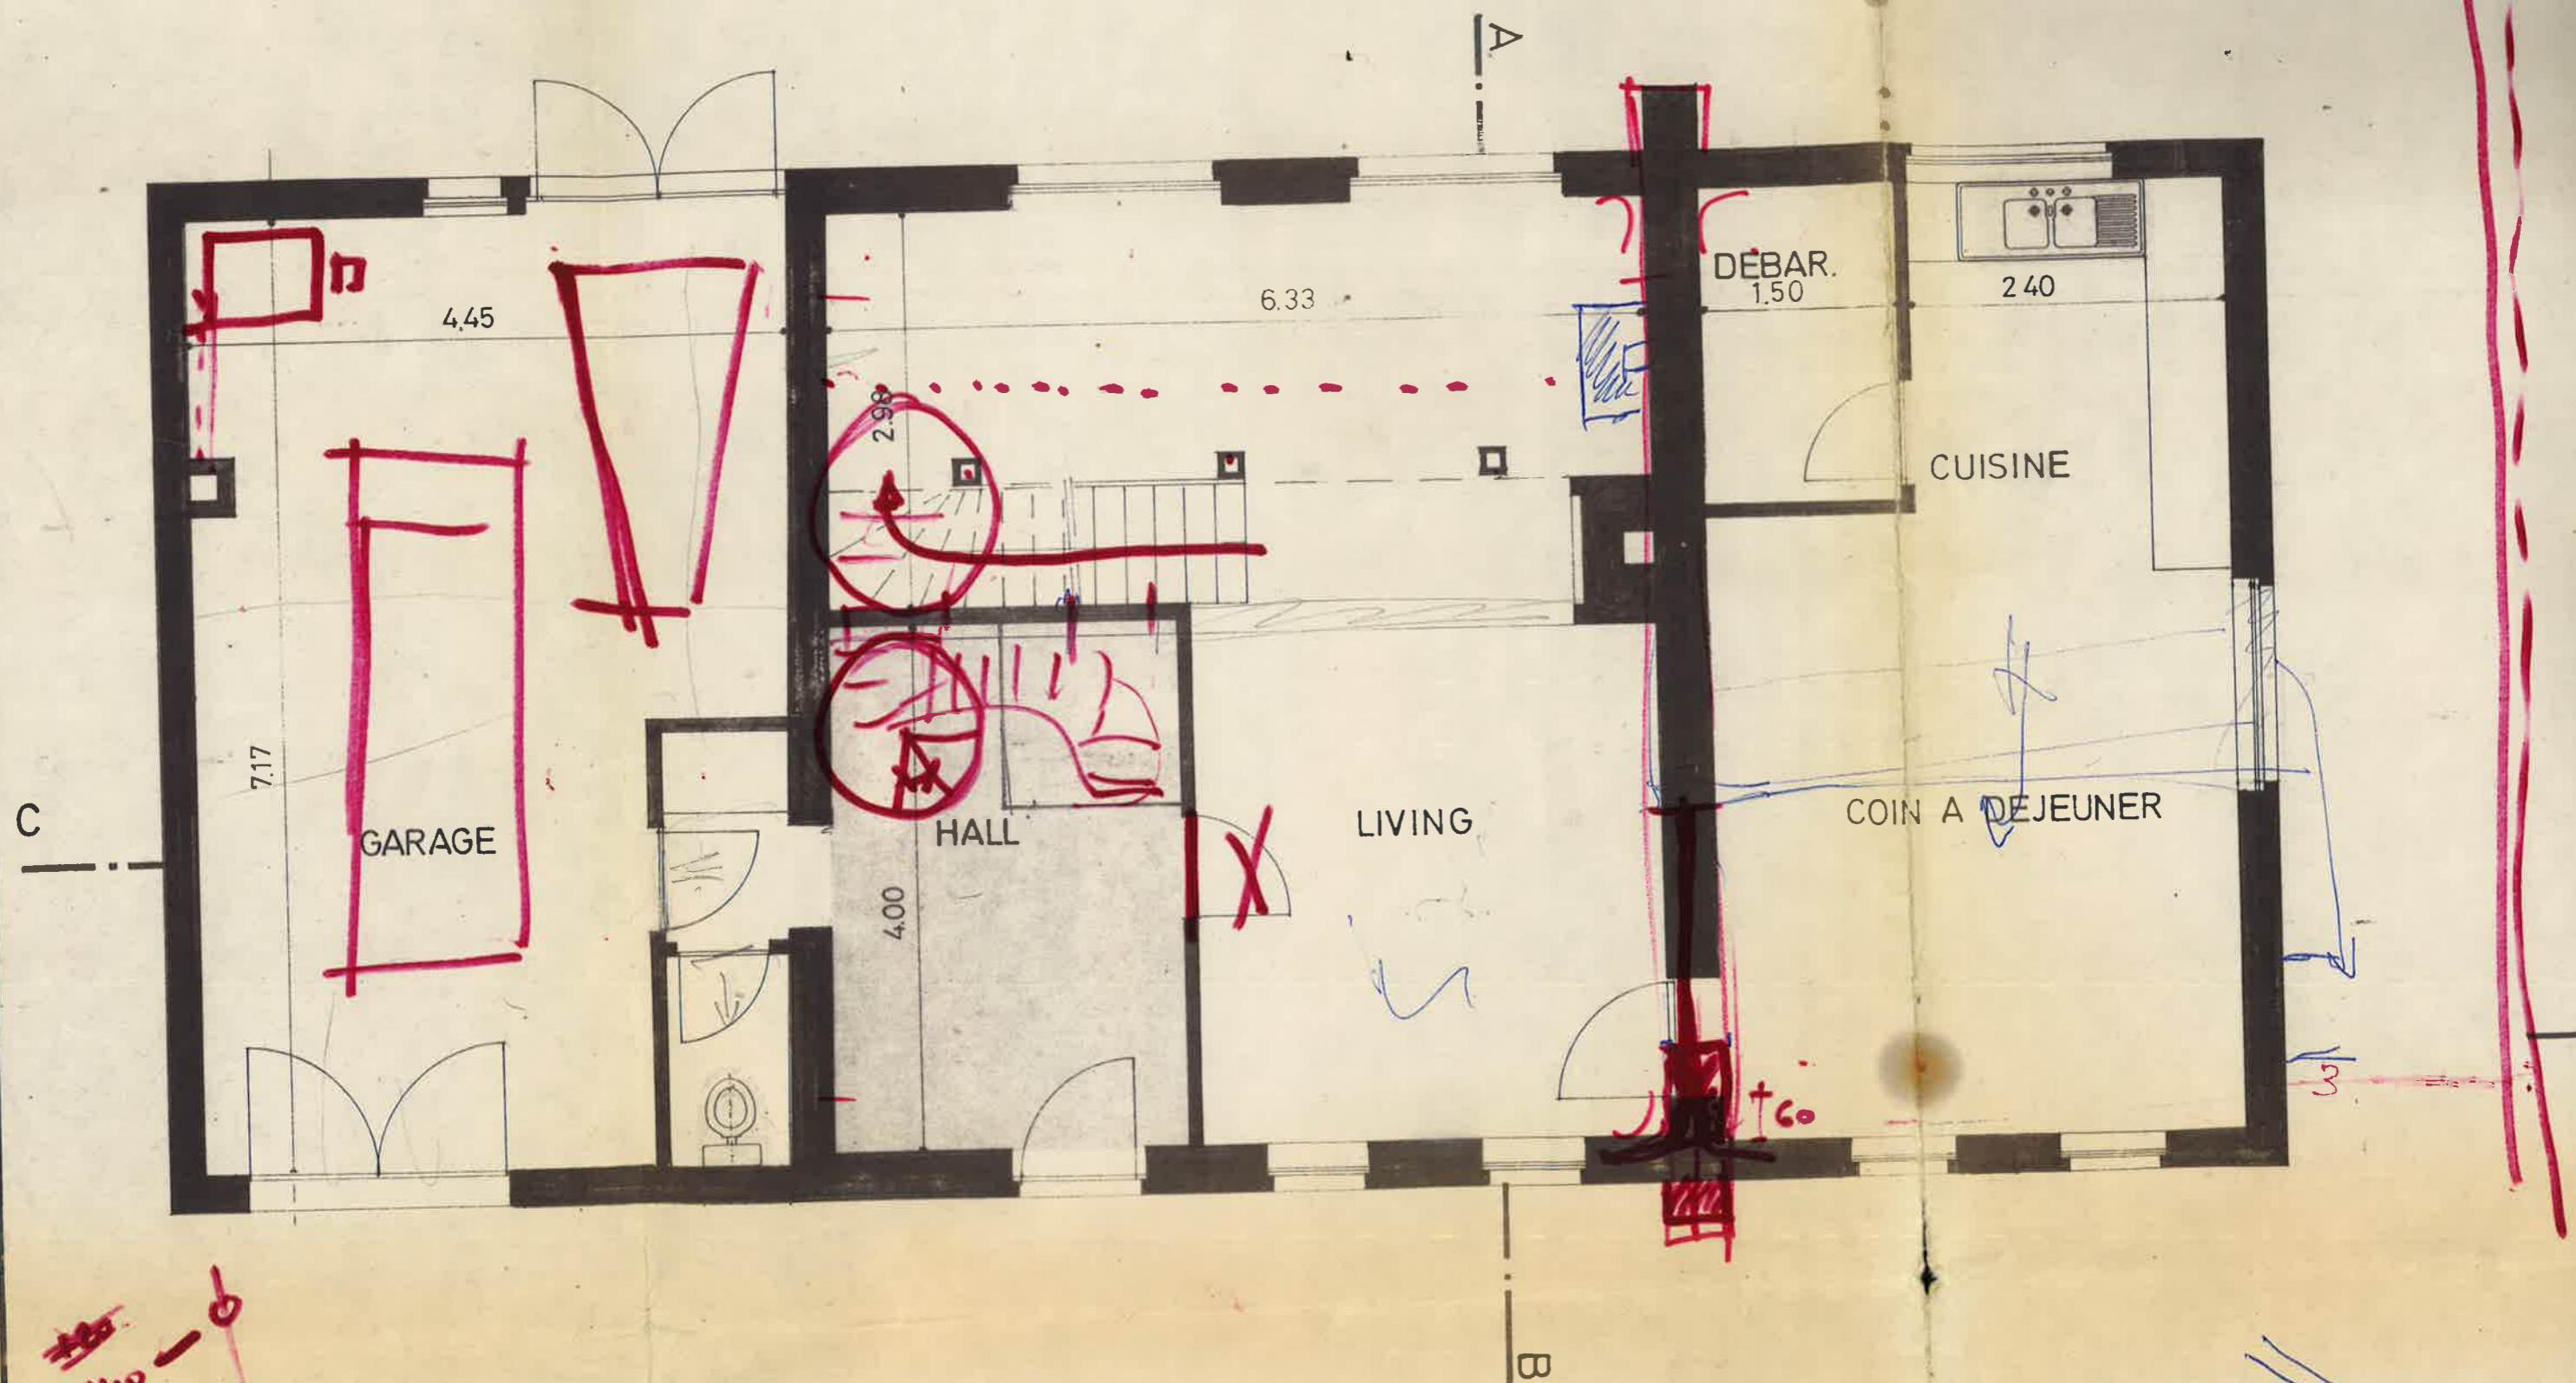 A
DEBAR.
1.50
2 40
6.33
4.45
2.98
CUISINE
7.17
C
GARAGE
HALL
LIVING
COIN A DEJEUNER
4.00
60
3
B